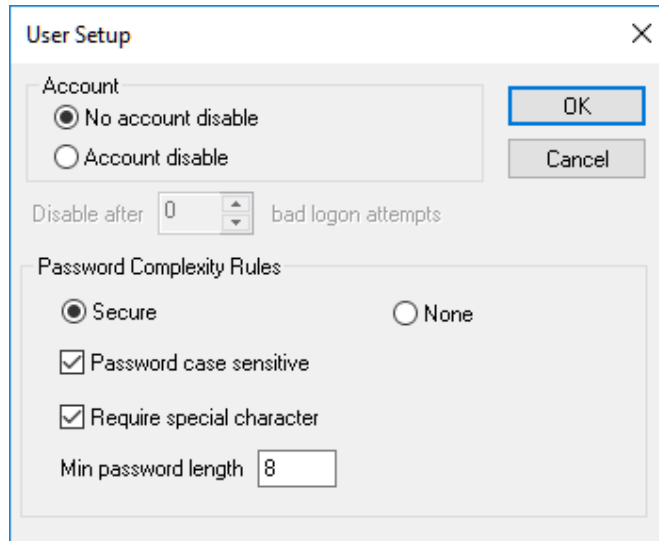 User Setup
Account
No account disable
OK
Account disable
Cancel
Disable after 0 bad logon attempts
Password Complexity Rules
Secure None
Password case sensitive
Require special character
Min password length 8